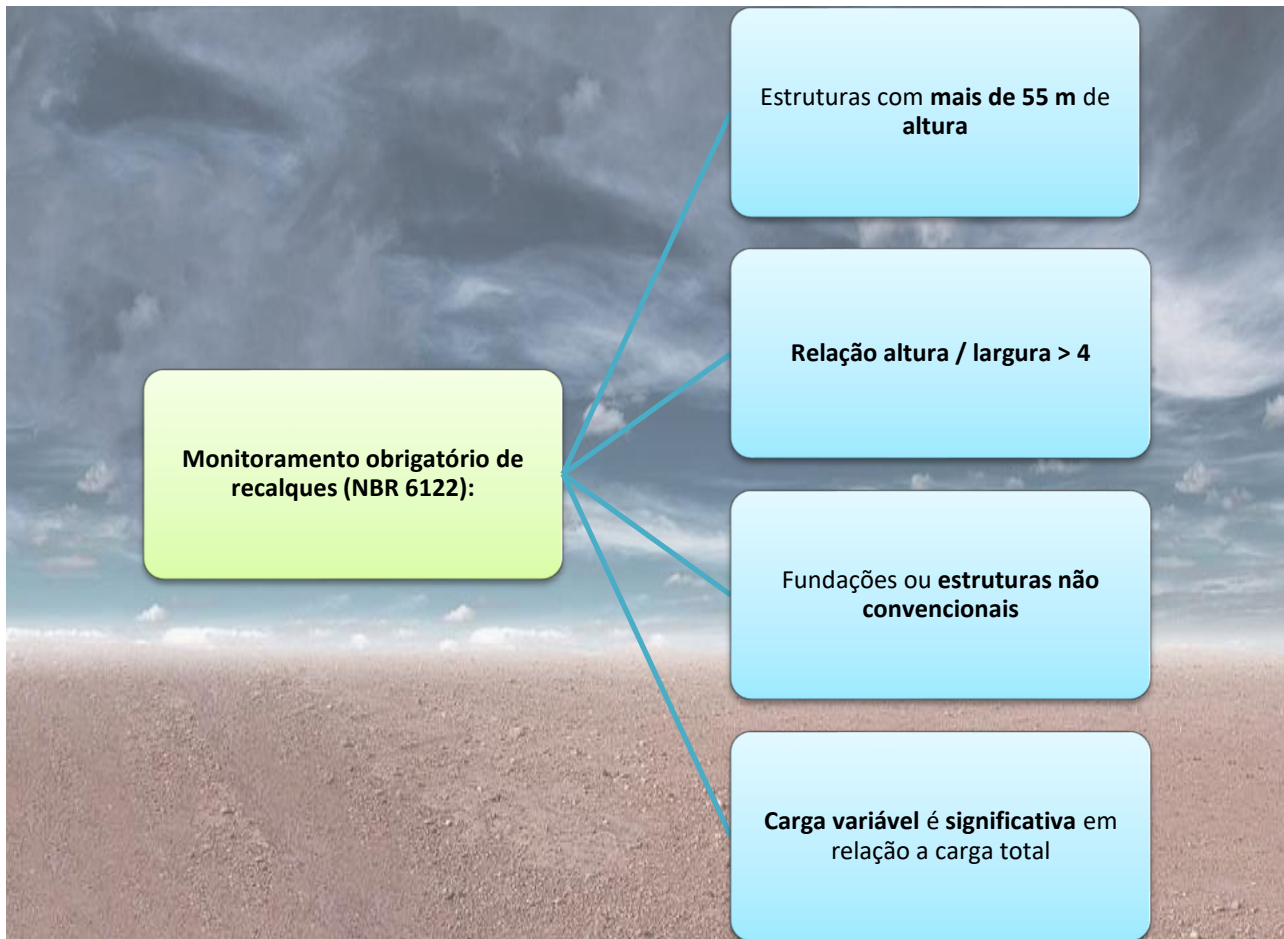 Estruturas com mais de 55 m de
altura
Relação altura / largura > 4
Monitoramento obrigatório de
recalques (NBR 6122):
Fundações ou estruturas não
convencionais
Carga variável é significativa em
relação a carga total